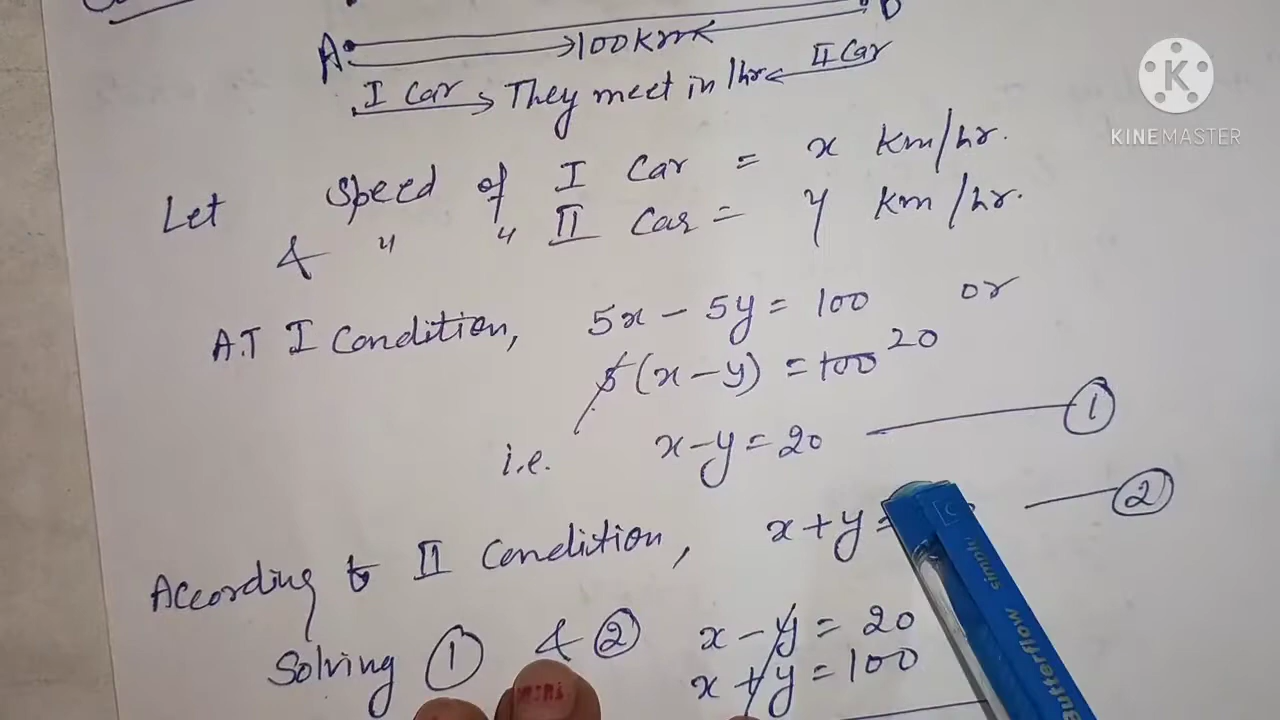 A 100km
I Car They meet in 1hr II Car
KINEMASTER
Let Speed of I Car = x km/hr.
& " " II Car = y km/hr.
A.T I Condition, 5x - 5y = 100 or
5(x-y) = 100 20
i.e. x-y = 20 ①
According to II Condition, x+y = ②
Solving ① & ② x - y = 20
x + y = 100
Butterflow simple